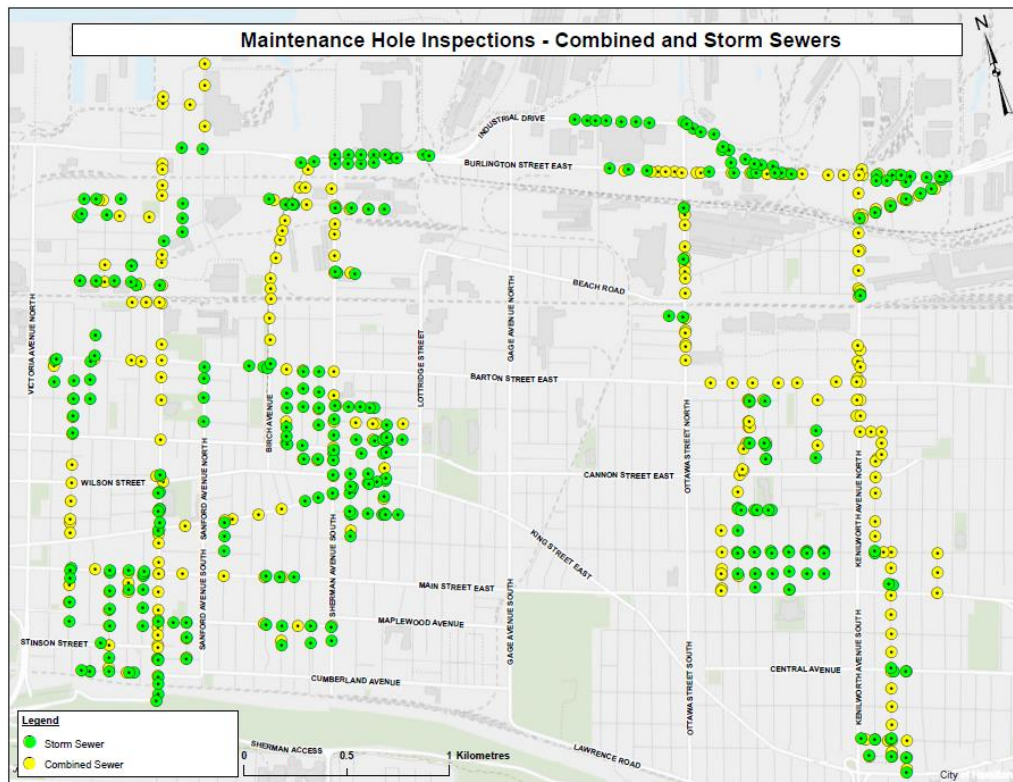 Maintenance Hole Inspections - Combined and Storm Sewers
N
INDUSTRIAL DRIVE
BURLINGTON STREET EAST
BEACH ROAD
VICTORIA AVENUE NORTH
GAGE AVENUE NORTH
LOTTRIDGE STREET
BARTON STREET EAST
BIRCH AVENUE
OTTAWA STREET NORTH
CANNON STREET EAST
WILSON STREET
SANFORD AVENUE NORTH
KENILWORTH AVENUE NORTH
KING STREET EAST
SHERMAN AVENUE SOUTH
SANFORD AVENUE SOUTH
MAIN STREET EAST
GAGE AVENUE SOUTH
MAPLEWOOD AVENUE
STINSON STREET
CENTRAL AVENUE
KENILWORTH AVENUE SOUTH
OTTAWA STREET SOUTH
CUMBERLAND AVENUE
Legend
Storm Sewer
Combined Sewer
SHERMAN ACCESS
0 0.5 1 Kilometres
LAWRENCE ROAD
City